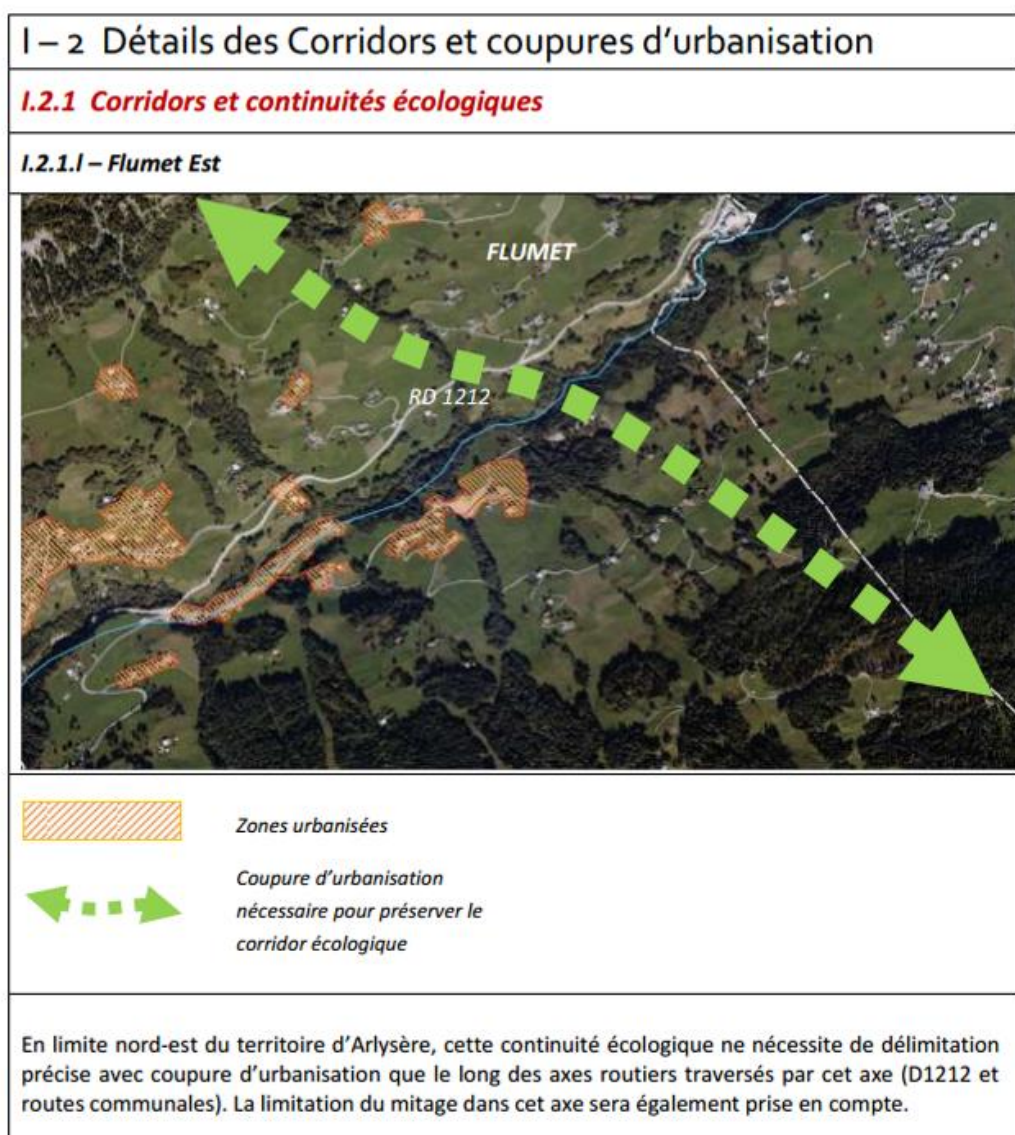 I – 2 Détails des Corridors et coupures d'urbanisation
I.2.1 Corridors et continuités écologiques
I.2.1.l – Flumet Est
FLUMET
RD 1212
Zones urbanisées
Coupure d'urbanisation
nécessaire pour préserver le
corridor écologique
En limite nord-est du territoire d'Arlysère, cette continuité écologique ne nécessite de délimitation
précise avec coupure d'urbanisation que le long des axes routiers traversés par cet axe (D1212 et
routes communales). La limitation du mitage dans cet axe sera également prise en compte.